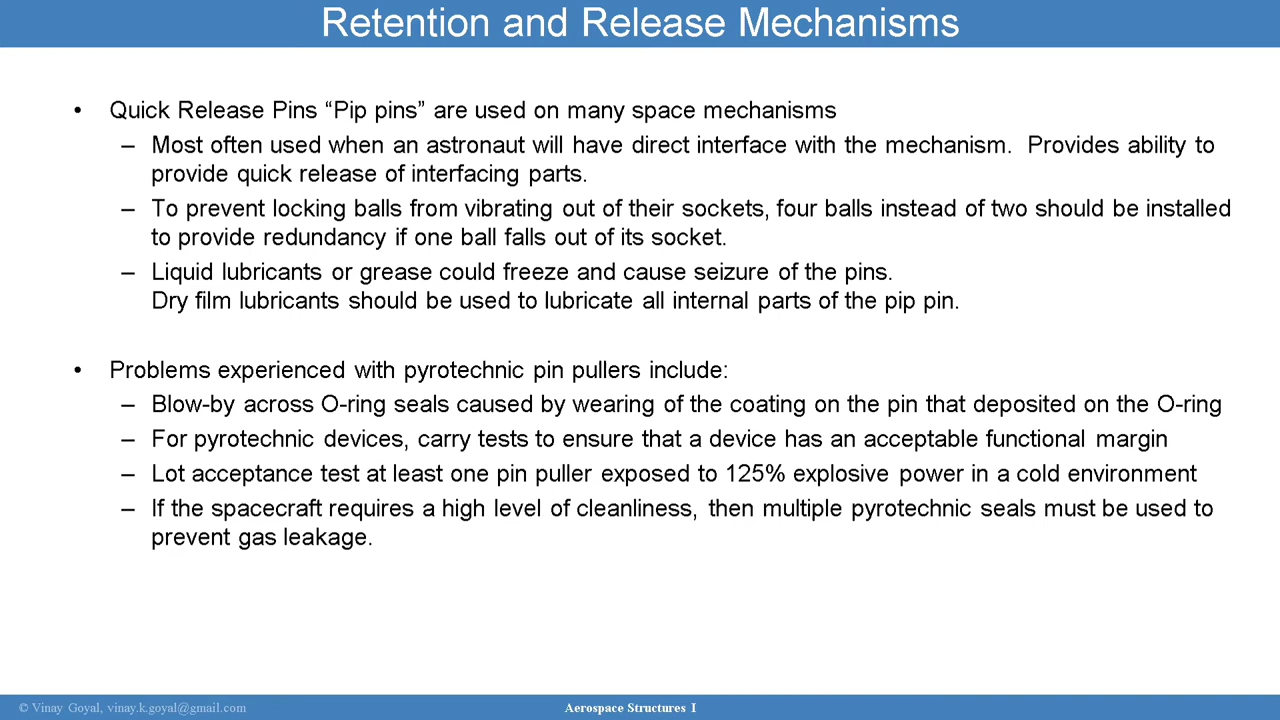 Retention and Release Mechanisms
• Quick Release Pins “Pip pins” are used on many space mechanisms
– Most often used when an astronaut will have direct interface with the mechanism.  Provides ability to
provide quick release of interfacing parts.
– To prevent locking balls from vibrating out of their sockets, four balls instead of two should be installed
to provide redundancy if one ball falls out of its socket.
– Liquid lubricants or grease could freeze and cause seizure of the pins.
Dry film lubricants should be used to lubricate all internal parts of the pip pin.
• Problems experienced with pyrotechnic pin pullers include:
– Blow-by across O-ring seals caused by wearing of the coating on the pin that deposited on the O-ring
– For pyrotechnic devices, carry tests to ensure that a device has an acceptable functional margin
– Lot acceptance test at least one pin puller exposed to 125% explosive power in a cold environment
– If the spacecraft requires a high level of cleanliness, then multiple pyrotechnic seals must be used to
prevent gas leakage.
© Vinay Goyal, vinay.k.goyal@gmail.com
Aerospace Structures I